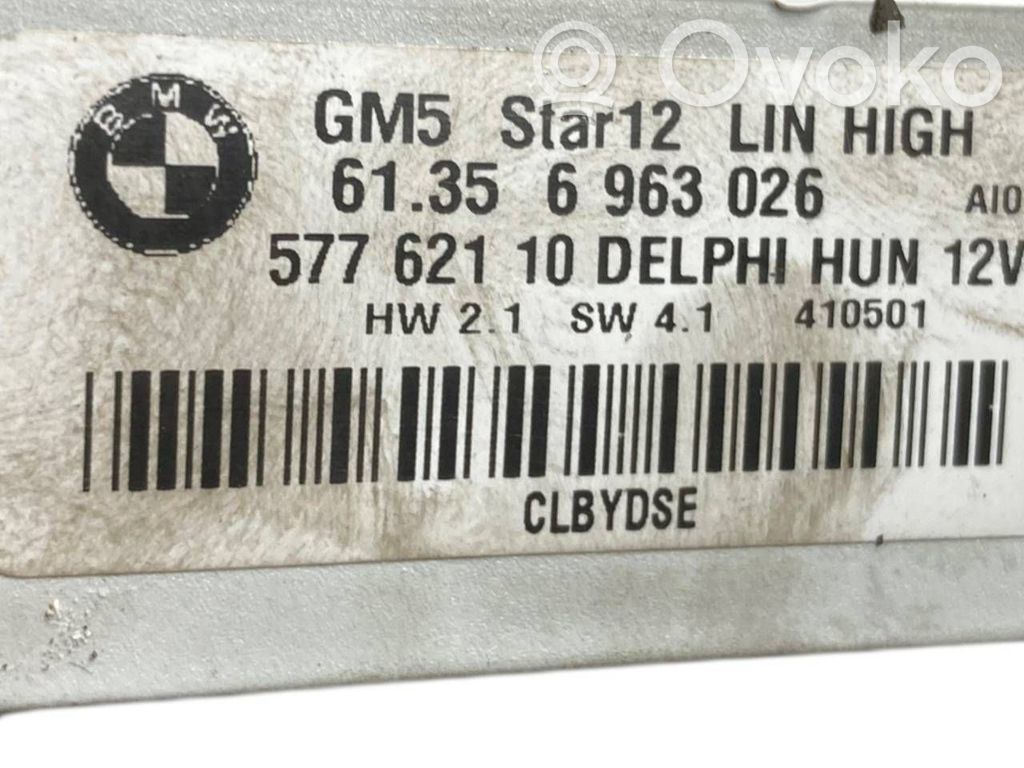 Ovoko
BMW
GM5 Star12 LIN HIGH
61.35 6 963 026 AI0
577 621 10 DELPHI HUN 12V
HW 2.1 SW 4.1 410501
CLBYDSE